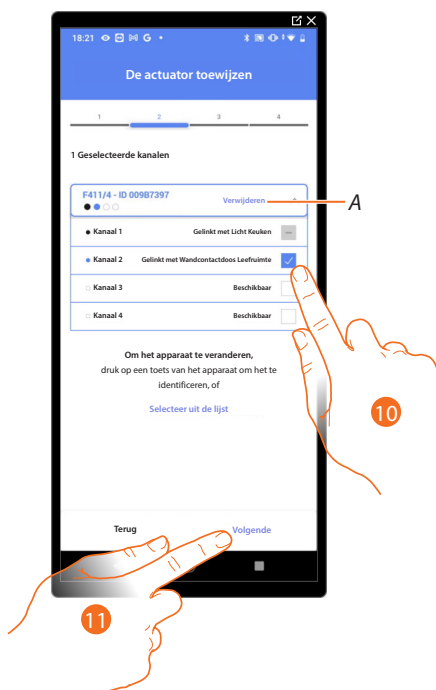 18:21 G
De actuator toewijzen
1 2 3 4
1 Geselecteerde kanalen
F411/4 - ID 009B7397 Verwijderen
A
Kanaal 1 Gelinkt met Licht Keuken
Kanaal 2 Gelinkt met Wandcontactdoos Leefruimte
Kanaal 3 Beschikbaar
Kanaal 4 Beschikbaar
Om het apparaat te veranderen,
druk op een toets van het apparaat om het te
identificeren, of
Selecteer uit de lijst
10
Terug Volgende
11